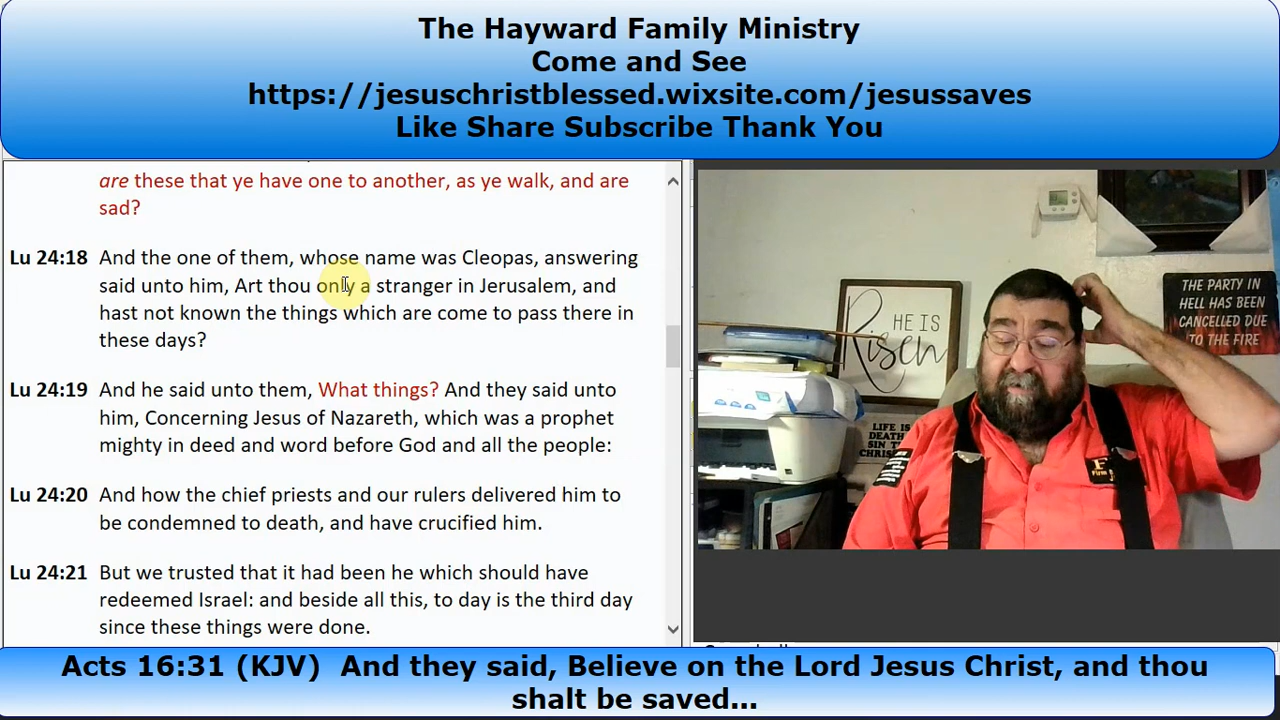 The Hayward Family Ministry
Come and See
https://jesuschristblessed.wixsite.com/jesussaves
Like Share Subscribe Thank You
are these that ye have one to another, as ye walk, and are
sad?
Lu 24:18 And the one of them, whose name was Cleopas, answering
said unto him, Art thou only a stranger in Jerusalem, and
hast not known the things which are come to pass there in
these days?
Lu 24:19 And he said unto them, What things? And they said unto
him, Concerning Jesus of Nazareth, which was a prophet
mighty in deed and word before God and all the people:
Lu 24:20 And how the chief priests and our rulers delivered him to
be condemned to death, and have crucified him.
Lu 24:21 But we trusted that it had been he which should have
redeemed Israel: and beside all this, to day is the third day
since these things were done.
HE IS
Risen
LIFE IS
DEATH
SIN
CHRIS
THE PARTY IN
HELL HAS BEEN
CANCELLED DUE
TO THE FIRE
Acts 16:31 (KJV) And they said, Believe on the Lord Jesus Christ, and thou
shalt be saved...